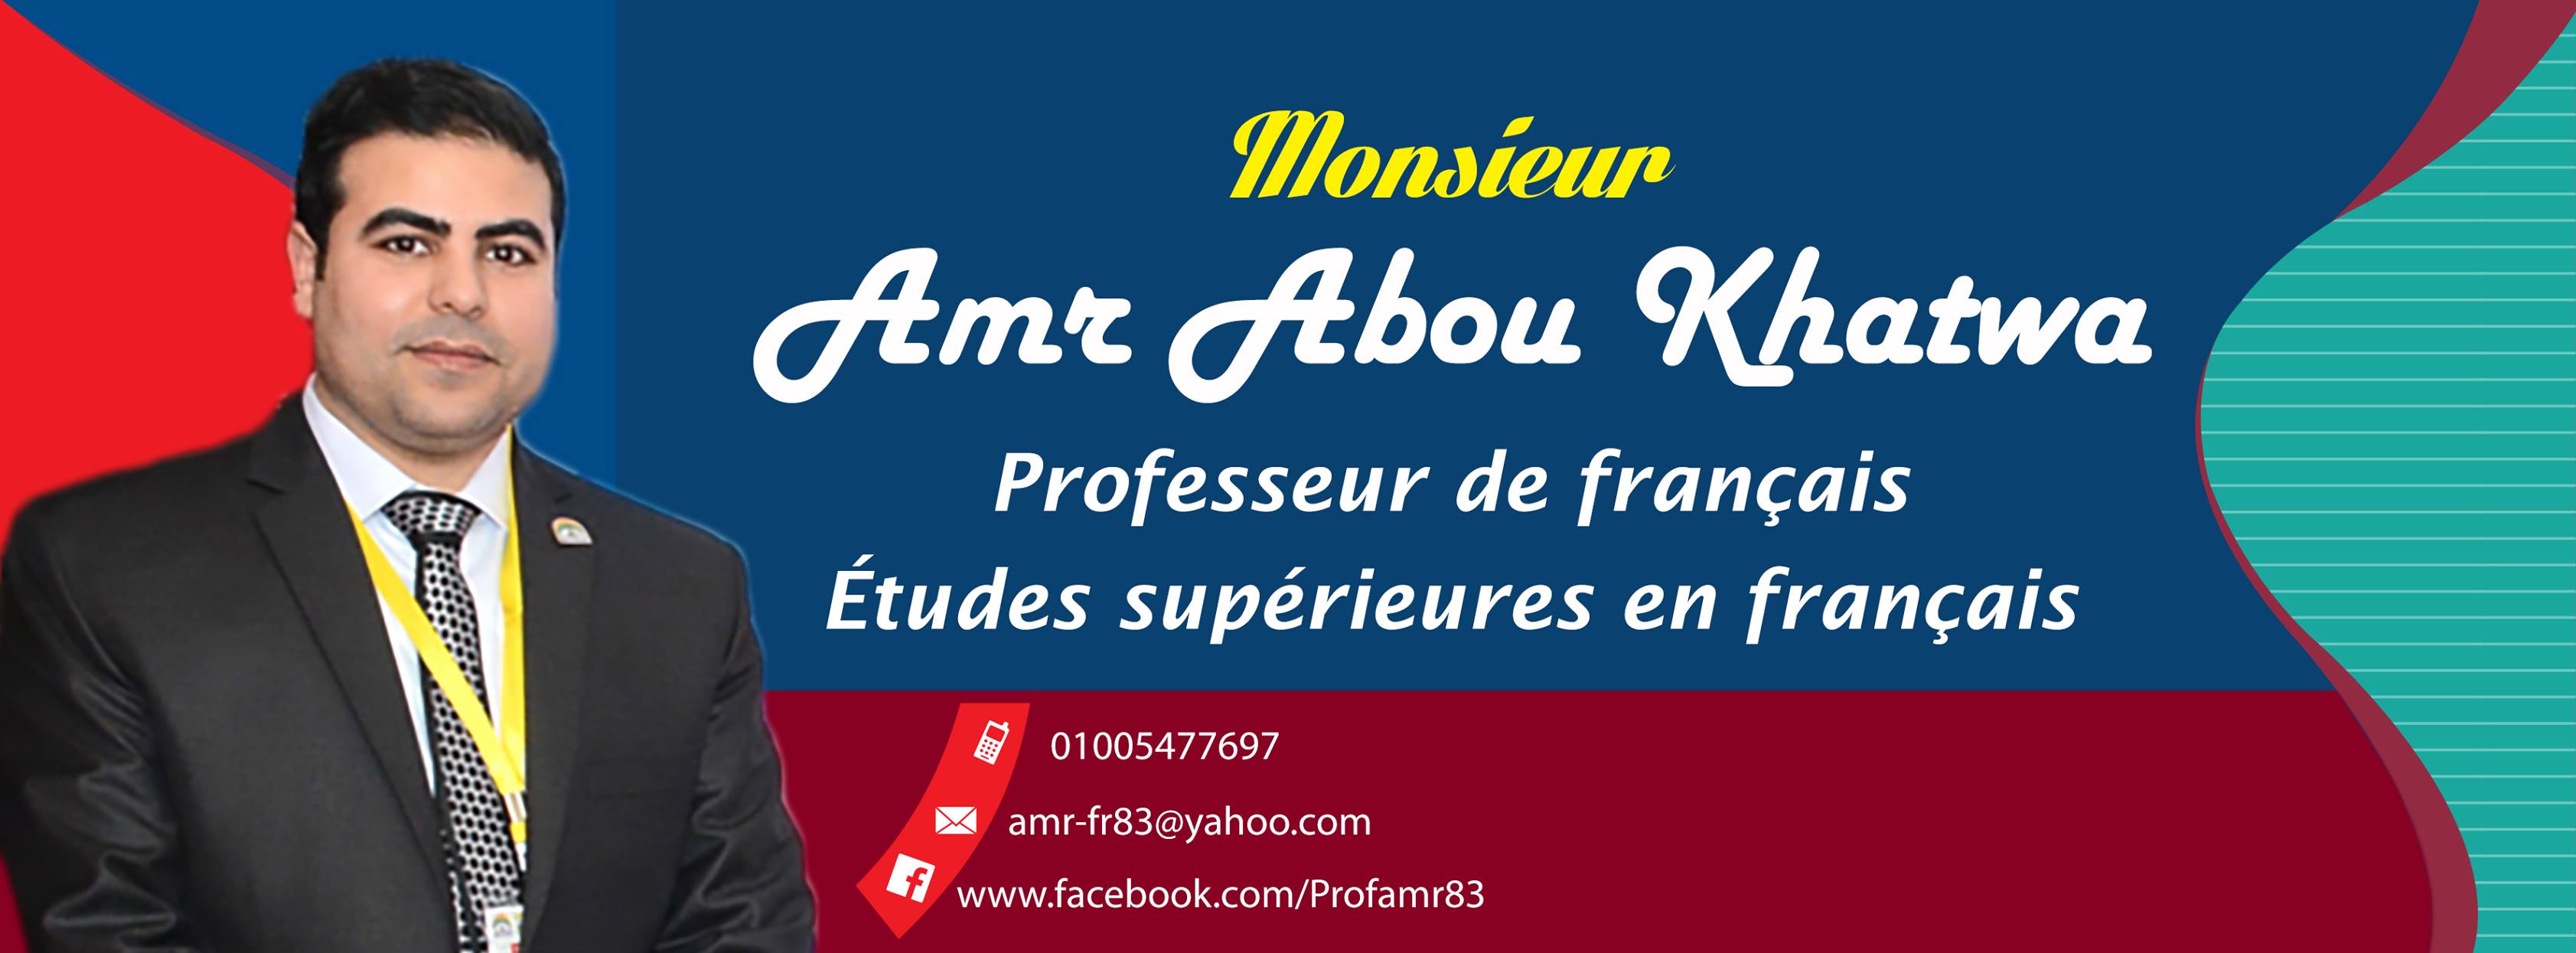 Monsieur
Amr Abou Khatwa
Professeur de français
Études supérieures en français
01005477697
amr-fr83@yahoo.com
www.facebook.com/Profamr83